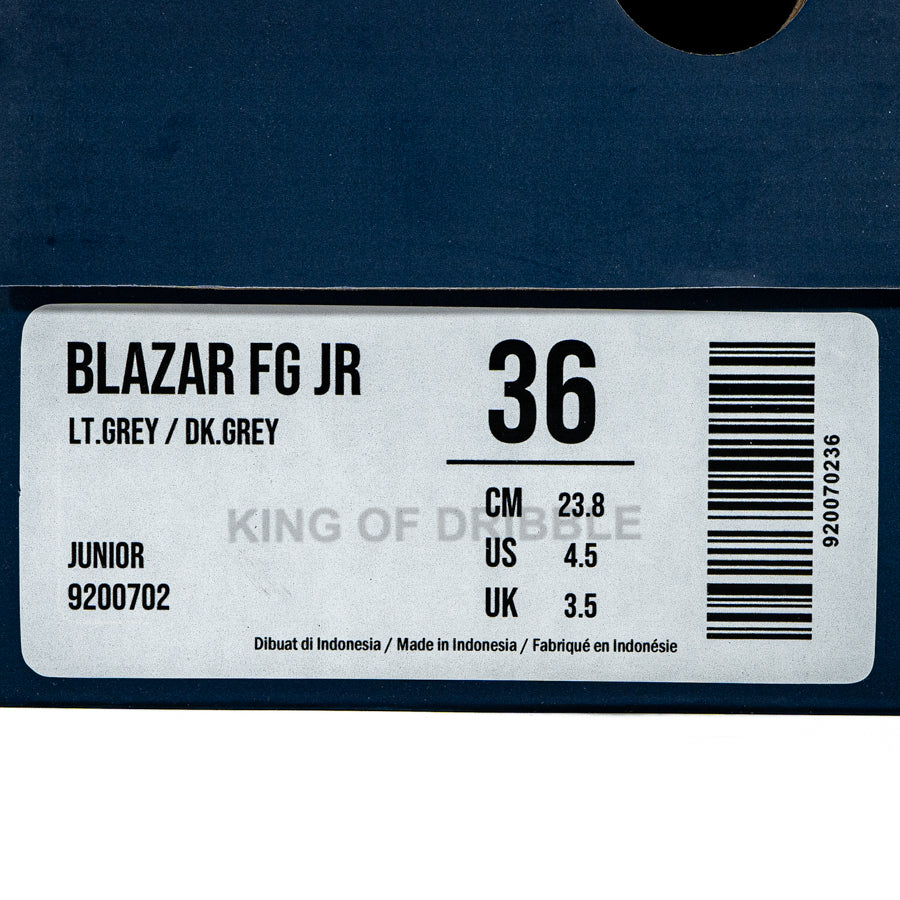 BLAZAR FG JR
LT.GREY / DK.GREY
36
CM 23.8
KING OF DRIBBLE
US 4.5
UK 3.5
JUNIOR
9200702
Dibuat di Indonesia / Made in Indonesia / Fabriqué en Indonésie
920070236